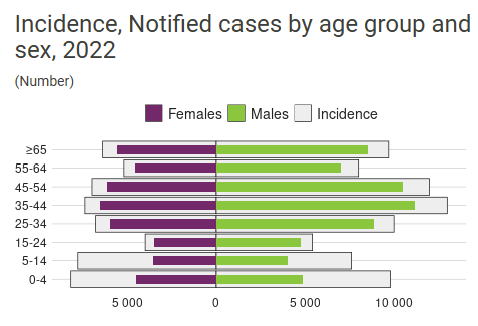 Incidence, Notified cases by age group and
sex, 2022
(Number)
Females Males Incidence
≥65
55-64
45-54
35-44
25-34
15-24
5-14
0-4
5 000 0 5 000 10 000